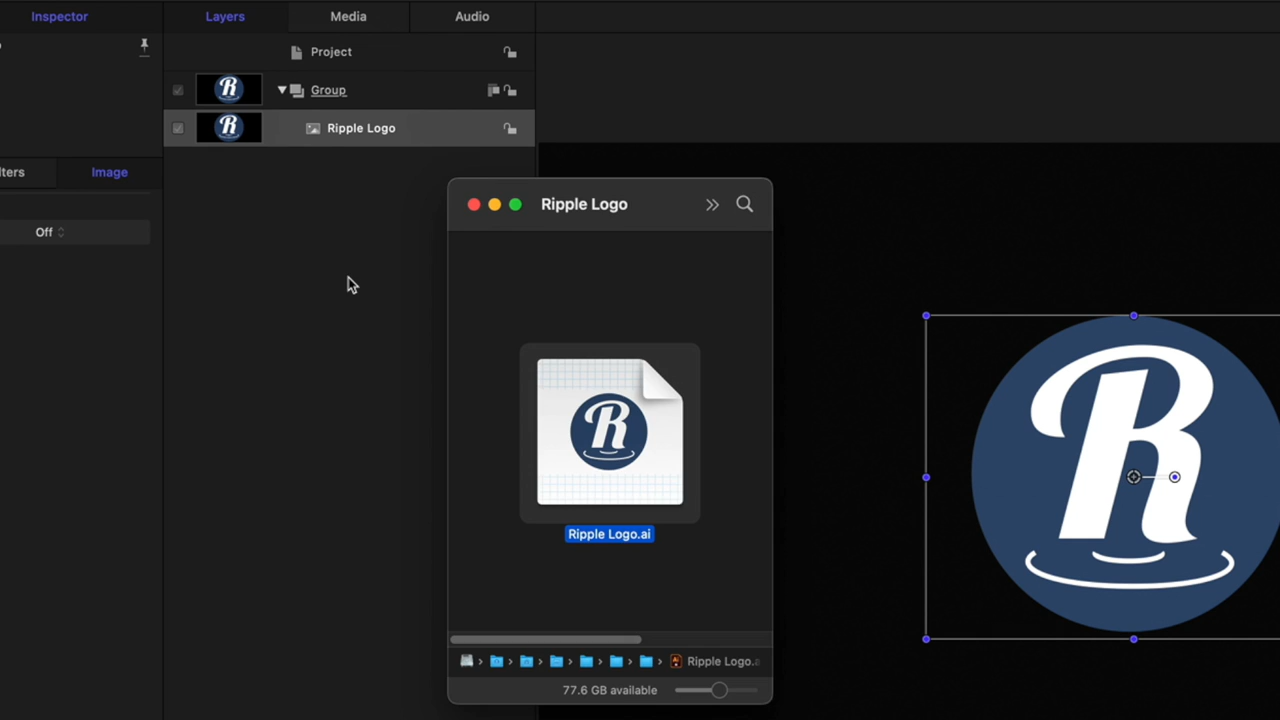 Inspector
Layers
Media
Audio
Project
Group
Ripple Logo
Image
Off
Ripple Logo
R
Ripple Logo.ai
Ripple Logo.a
77.6 GB available
R